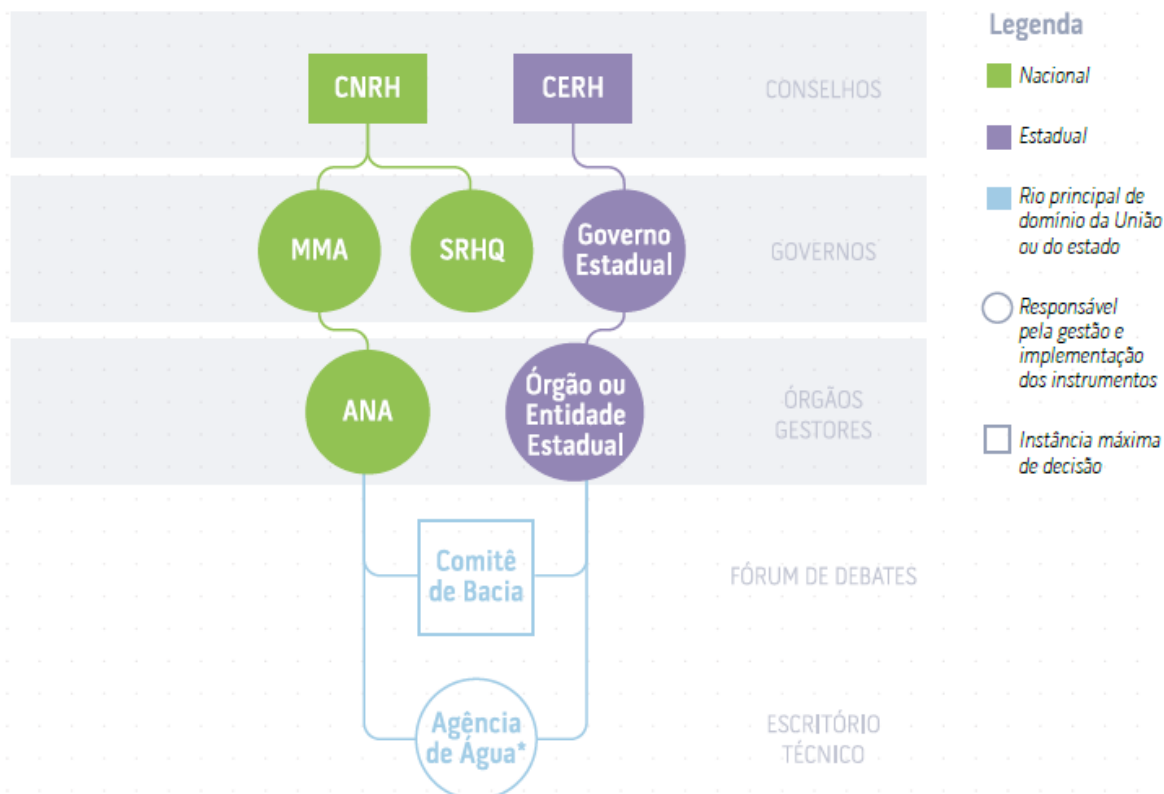 CNRH
CERH
CONSELHOS
MMA
SRHQ
Governo
Estadual
GOVERNOS
ANA
Órgão ou
Entidade
Estadual
ÓRGÃOS
GESTORES
Comitê
de Bacia
FÓRUM DE DEBATES
Agência
de Água*
ESCRITÓRIO
TÉCNICO
Legenda
Nacional
Estadual
Rio principal de
domínio da União
ou do estado
Responsável
pela gestão e
implementação
dos instrumentos
Instância máxima
de decisão